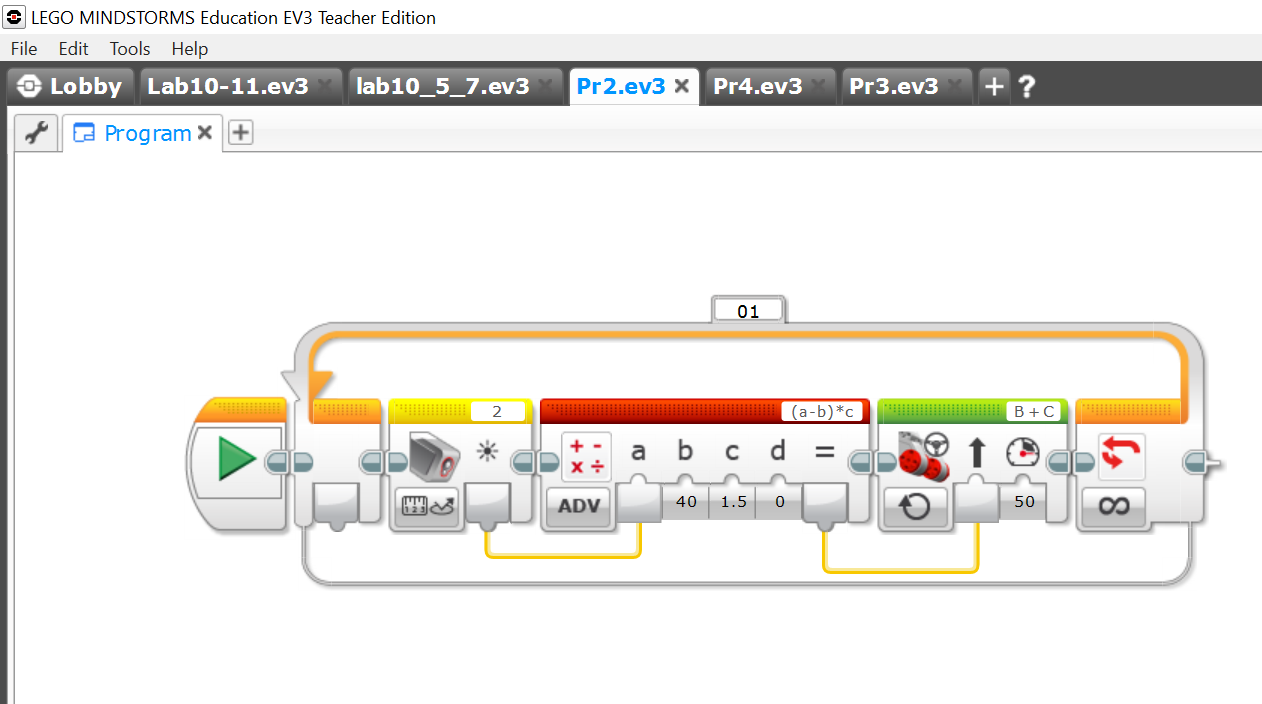 LEGO MINDSTORMS Education EV3 Teacher Edition
File Edit Tools Help
Lobby Lab10-11.ev3 lab10_5_7.ev3 Pr2.ev3 Pr4.ev3 Pr3.ev3 + ?
Program
01
2 (a-b)*c B + C
a b c d =
ADV 40 1.5 0 50 ∞